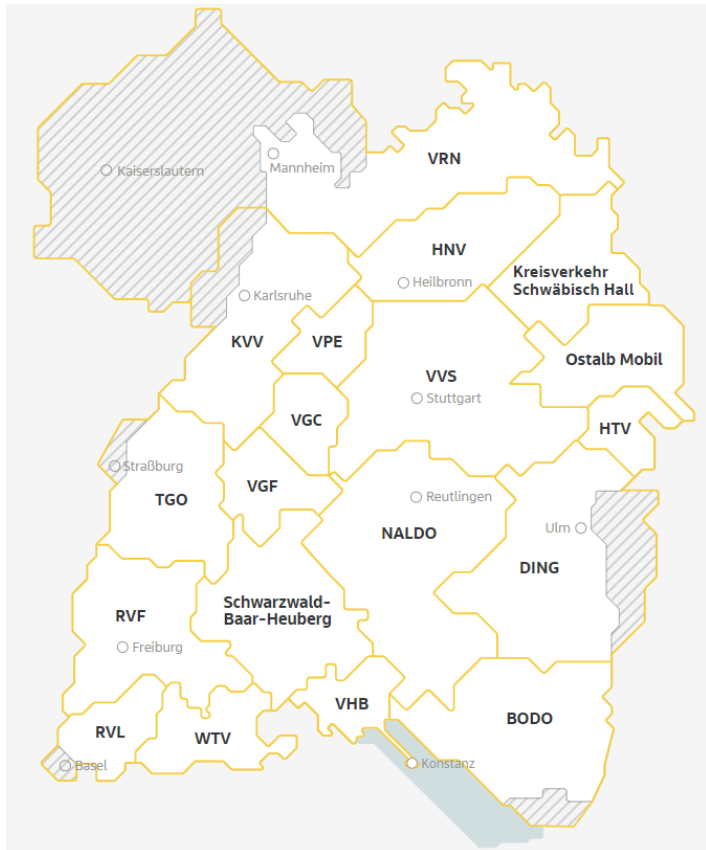 VRN
Mannheim
Kaiserslautern
HNV
Kreisverkehr
Schwäbisch Hall
Heilbronn
Karlsruhe
KVV
VPE
Ostalb Mobil
VVS
Stuttgart
VGC
HTV
Straßburg
VGF
TGO
Reutlingen
Ulm
NALDO
DING
Schwarzwald-
Baar-Heuberg
RVF
Freiburg
VHB
BODO
RVL
WTV
Basel
Konstanz